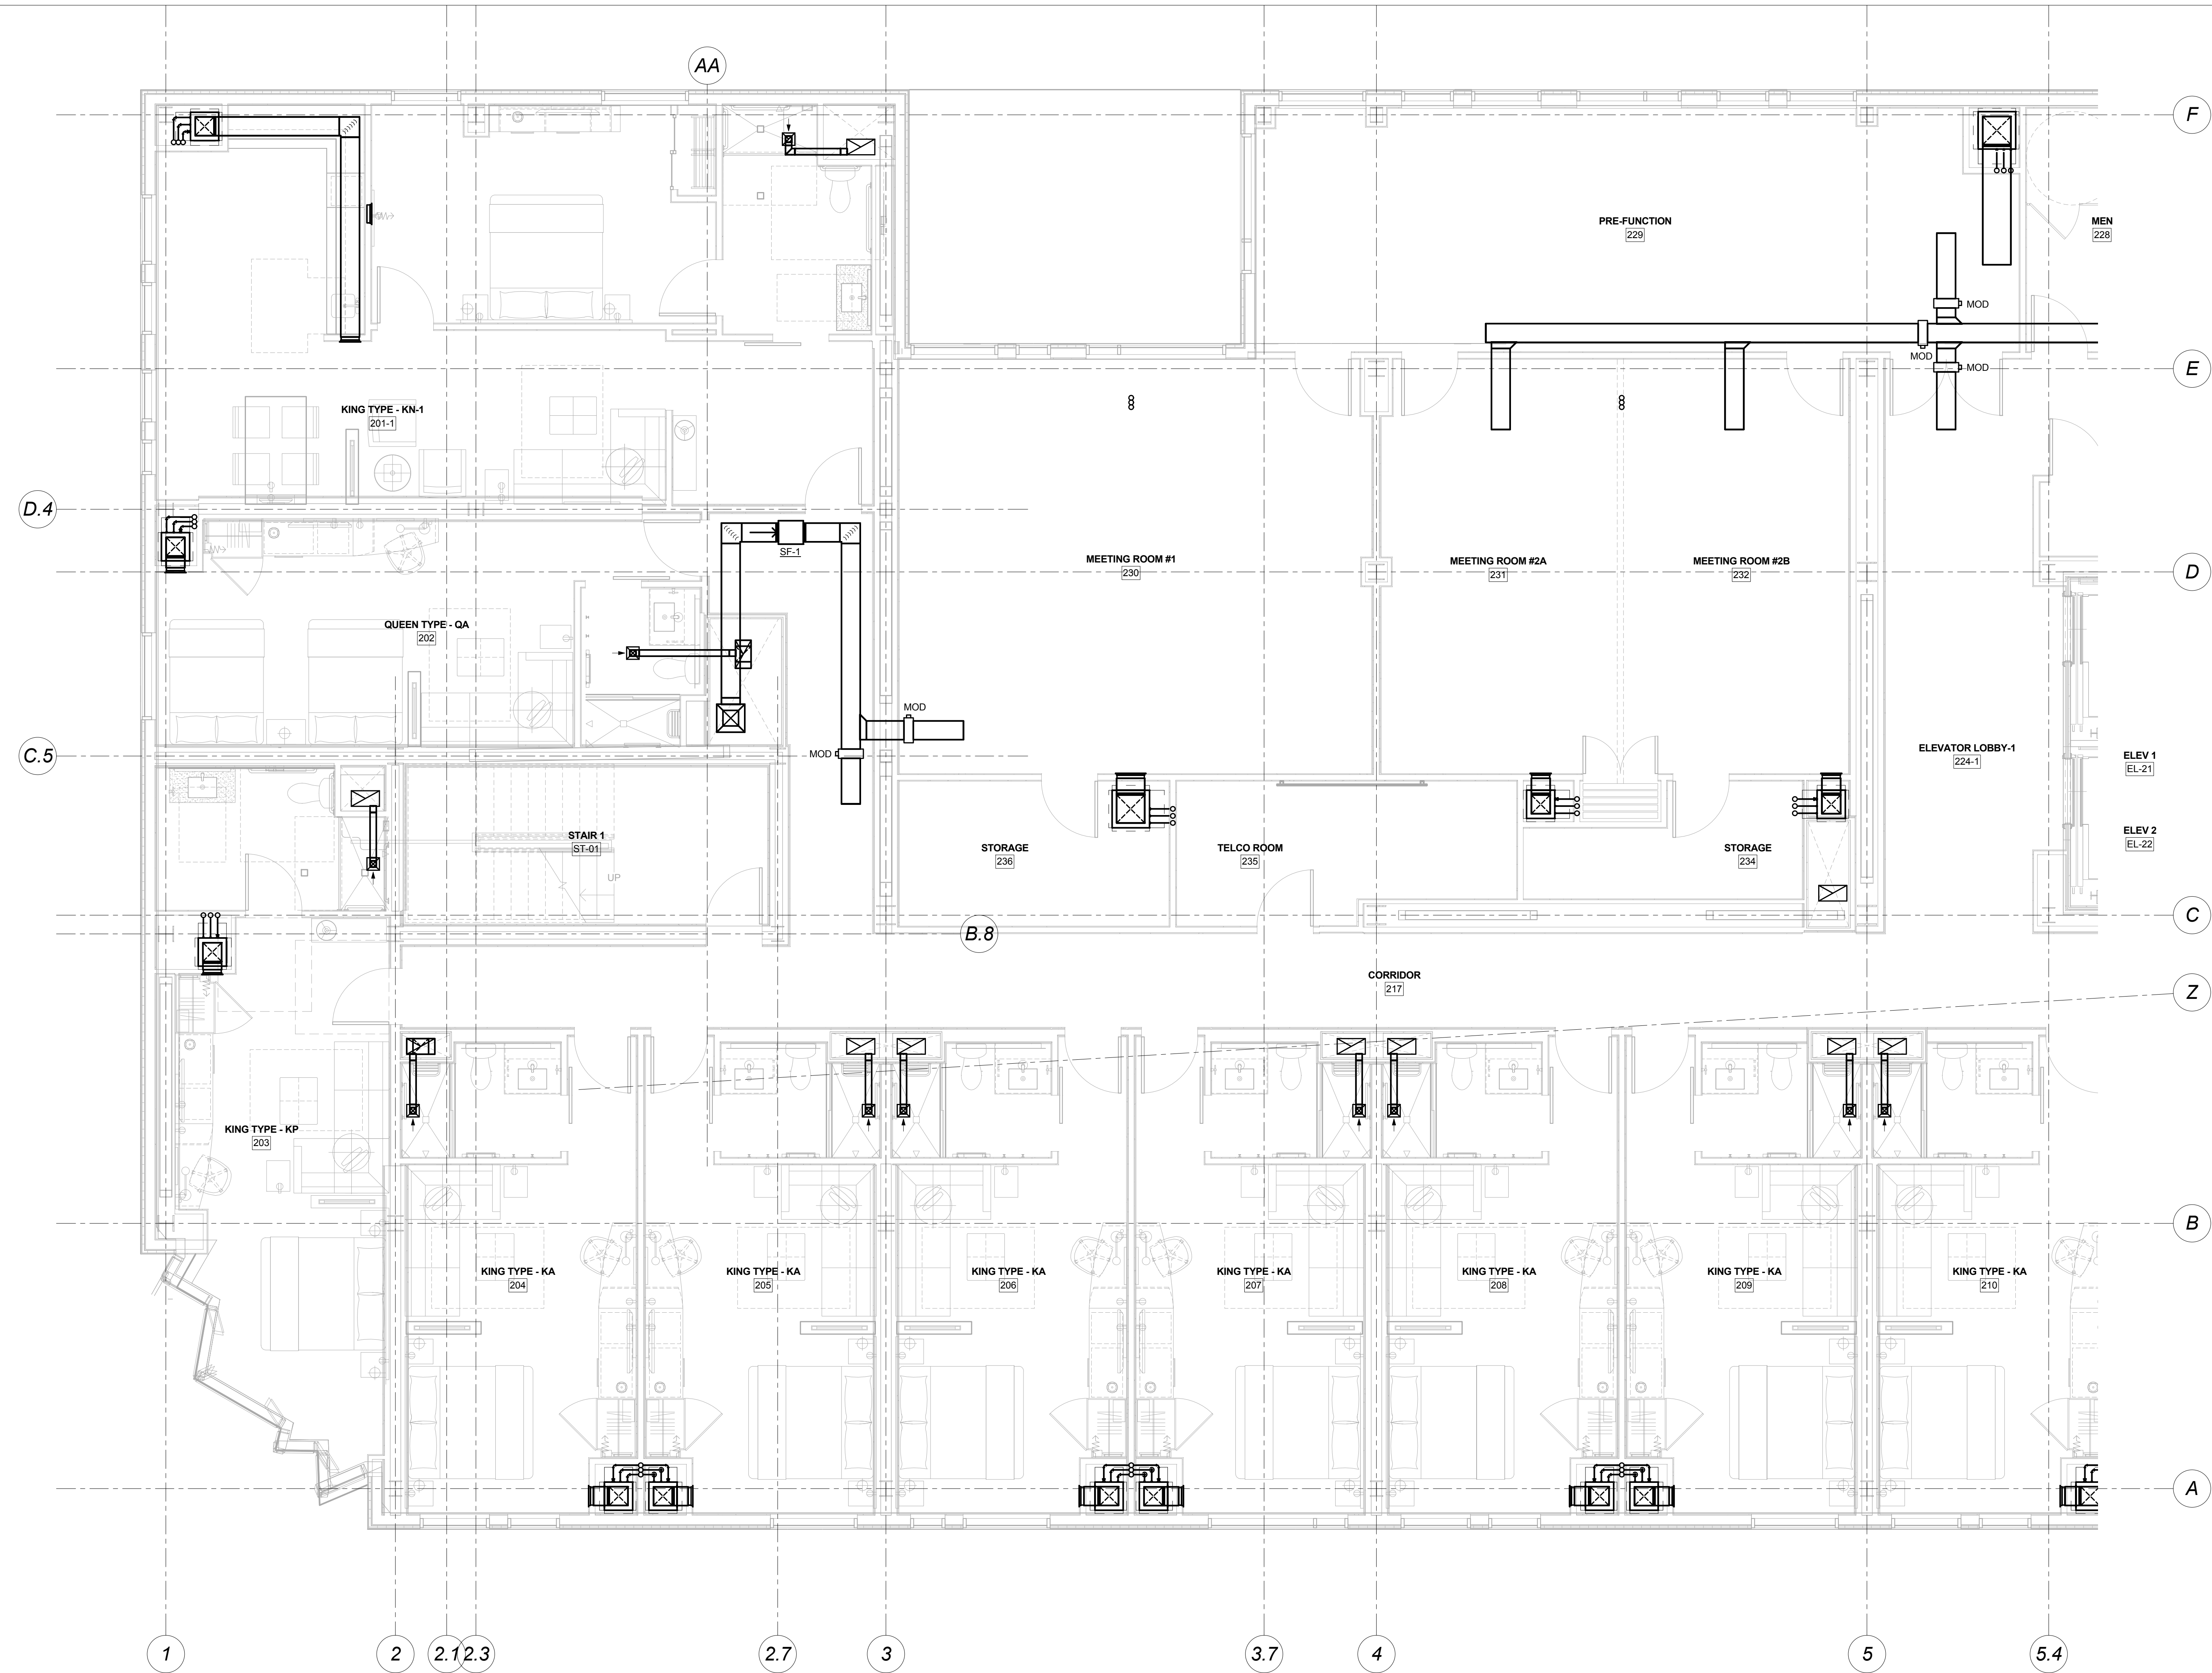 AA
F
PRE-FUNCTION
229
MEN
228
MOD
MOD
MOD
E
KING TYPE - KN-1
201-1
D.4
SF-1
MEETING ROOM #1
230
MEETING ROOM #2A
231
MEETING ROOM #2B
232
D
QUEEN TYPE - QA
202
MOD
MOD
C.5
ELEVATOR LOBBY-1
224-1
ELEV 1
EL-21
STAIR 1
ST-01
UP
STORAGE
236
TELCO ROOM
235
STORAGE
234
ELEV 2
EL-22
C
B.8
CORRIDOR
217
Z
KING TYPE - KP
203
B
KING TYPE - KA
204
KING TYPE - KA
205
KING TYPE - KA
206
KING TYPE - KA
207
KING TYPE - KA
208
KING TYPE - KA
209
KING TYPE - KA
210
A
1
2
2.1
2.3
2.7
3
3.7
4
5
5.4